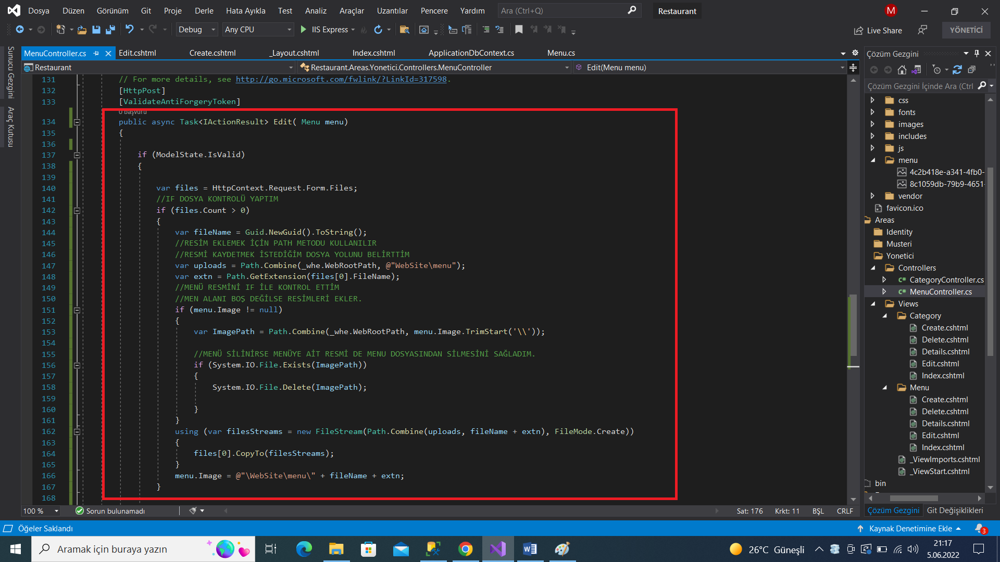 Dosya Düzen Görünüm Git Proje Derle Hata Ayıkla Test Analiz Araçlar Uzantılar Pencere Yardım Ara (Ctrl+Q) Restaurant M
Debug Any CPU IIS Express Live Share YÖNETİCİ
Sunucu Gezgini
Araç Kutusu
MenuController.cs Edit.cshtml Create.cshtml _Layout.cshtml Index.cshtml ApplicationDbContext.cs Menu.cs
Restaurant Restaurant.Areas.Yonetici.Controllers.MenuController Edit(Menu menu)
131 // For more details, see http://go.microsoft.com/fwlink/?LinkId=317598.
132 [HttpPost]
133 [ValidateAntiForgeryToken]
0 başvuru
134 public async Task<IActionResult> Edit( Menu menu)
135 {
136
137 if (ModelState.IsValid)
138 {
139
140 var files = HttpContext.Request.Form.Files;
141 //IF DOSYA KONTROLÜ YAPTIM
142 if (files.Count > 0)
143 {
144 var fileName = Guid.NewGuid().ToString();
145 //RESİM EKLEMEK İÇİN PATH METODU KULLANILIR
146 //RESMİ KAYDETMEK İSTEDİĞİM DOSYA YOLUNU BELİRTTİM
147 var uploads = Path.Combine(_whe.WebRootPath, @"WebSite\menu");
148 var extn = Path.GetExtension(files[0].FileName);
149 //MENÜ RESMİNİ IF İLE KONTROL ETTİM
150 //MEN ALANI BOŞ DEĞİLSE RESİMLERİ EKLER.
151 if (menu.Image != null)
152 {
153 var ImagePath = Path.Combine(_whe.WebRootPath, menu.Image.TrimStart('\\'));
154
155 //MENÜ SİLİNİRSE MENÜYE AİT RESMİ DE MENU DOSYASINDAN SİLMESİNİ SAĞLADIM.
156 if (System.IO.File.Exists(ImagePath))
157 {
158 System.IO.File.Delete(ImagePath);
159
160 }
161 }
162 using (var filesStreams = new FileStream(Path.Combine(uploads, fileName + extn), FileMode.Create))
163 {
164 files[0].CopyTo(filesStreams);
165 }
166 menu.Image = @"\WebSite\menu\" + fileName + extn;
167 }
168
100 % Sorun bulunamadı Sat: 176 Krkt: 11 BŞL CRLF
Çözüm Gezgini
Çözüm Gezgini İçinde Ara (Ctrl
css
fonts
images
includes
js
menu
4c2b418e-a341-4fb0-
8c1059db-79b9-4651-
vendor
favicon.ico
Areas
Identity
Musteri
Yonetici
Controllers
CategoryController.cs
MenuController.cs
Views
Category
Create.cshtml
Delete.cshtml
Details.cshtml
Edit.cshtml
Index.cshtml
Menu
Create.cshtml
Delete.cshtml
Details.cshtml
Edit.cshtml
Index.cshtml
_ViewImports.cshtml
_ViewStart.cshtml
bin
Çözüm Gezgini Git Değişiklikleri
Öğeler Saklandı Kaynak Denetimine Ekle 3
Aramak için buraya yazın 26°C Güneşli 21:17
5.06.2022